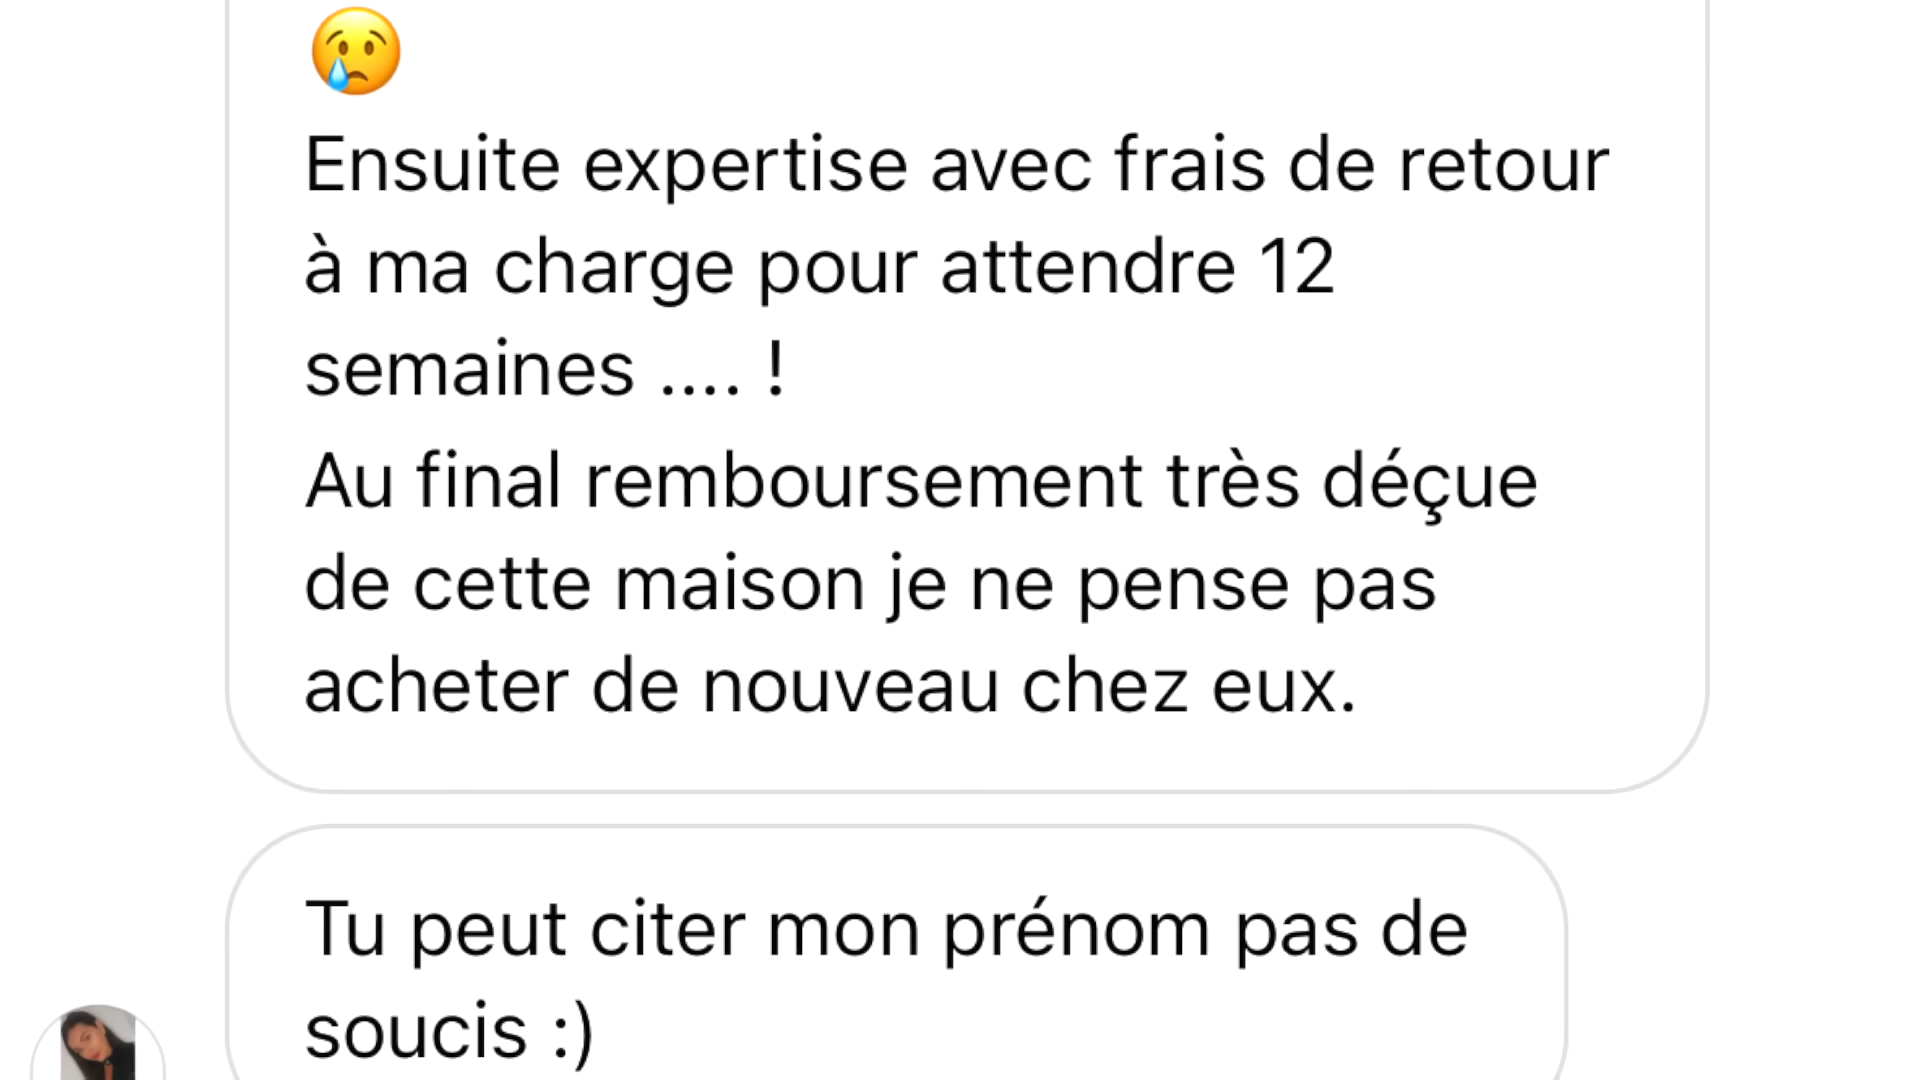 😢
Ensuite expertise avec frais de retour
à ma charge pour attendre 12
semaines .... !
Au final remboursement très déçue
de cette maison je ne pense pas
acheter de nouveau chez eux.
Tu peut citer mon prénom pas de
soucis :)